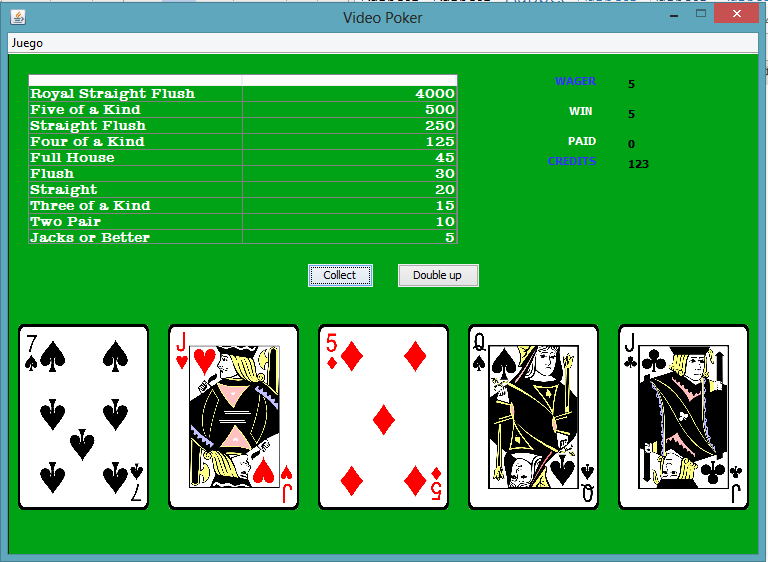 Video Poker
Juego
Royal Straight Flush 4000
Five of a Kind 500
Straight Flush 250
Four of a Kind 125
Full House 45
Flush 30
Straight 20
Three of a Kind 15
Two Pair 10
Jacks or Better 5
WAGER 5
WIN 5
PAID 0
CREDITS 123
Collect Double up
7 J 5 Q J
7 J 5 Q J